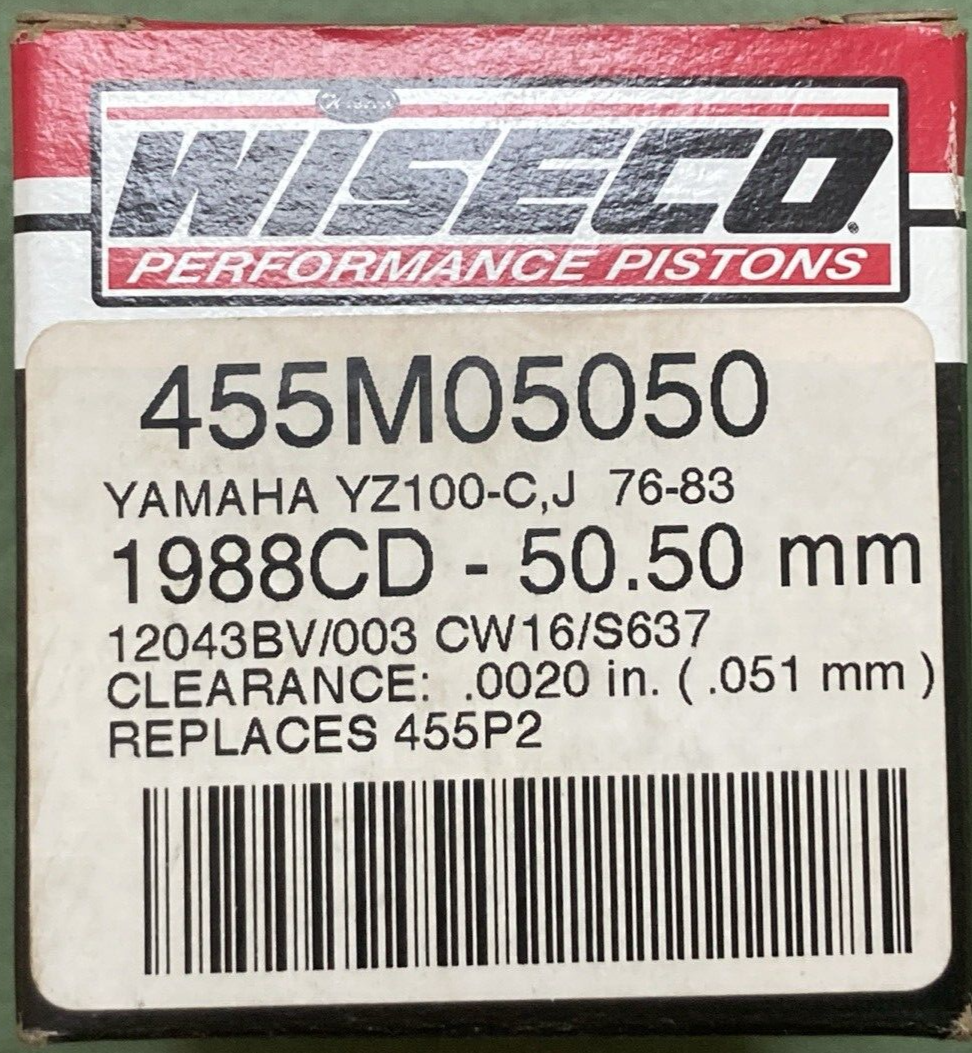 WISECO
WISECO®
PERFORMANCE PISTONS
455M05050
YAMAHA YZ100-C,J 76-83
1988CD - 50.50 mm
12043BV/003 CW16/S637
CLEARANCE: .0020 in. ( .051 mm )
REPLACES 455P2